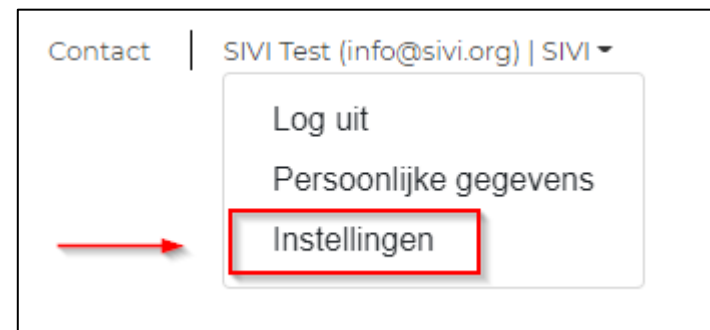 Contact
SIVI Test (info@sivi.org) | SIVI
Log uit
Persoonlijke gegevens
Instellingen